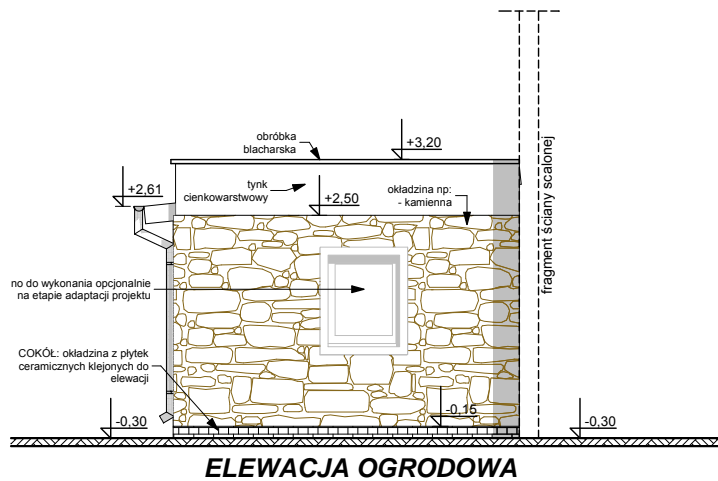 +3,20
obróbka
blacharska
+2,61
tynk
cienkowarstwowy
+2,50
okładzina np:
- kamienna
fragment ściany scalonej
no do wykonania opcjonalnie
na etapie adaptacji projektu
COKÓŁ: okładzina z płytek
ceramicznych klejonych do
elewacji
-0,30
-0,15
-0,30
ELEWACJA OGRODOWA